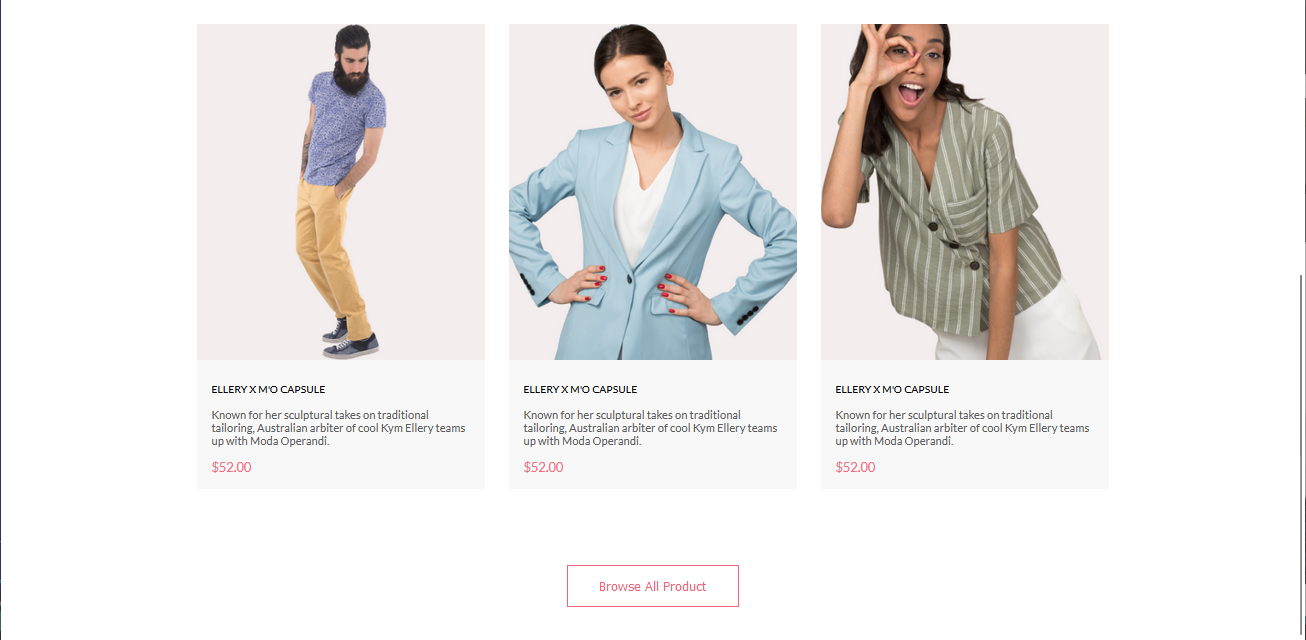 ELLERY X M'O CAPSULE
Known for her sculptural takes on traditional
tailoring, Australian arbiter of cool Kym Ellery teams
up with Moda Operandi.
$52.00
ELLERY X M'O CAPSULE
Known for her sculptural takes on traditional
tailoring, Australian arbiter of cool Kym Ellery teams
up with Moda Operandi.
$52.00
ELLERY X M'O CAPSULE
Known for her sculptural takes on traditional
tailoring, Australian arbiter of cool Kym Ellery teams
up with Moda Operandi.
$52.00
Browse All Product